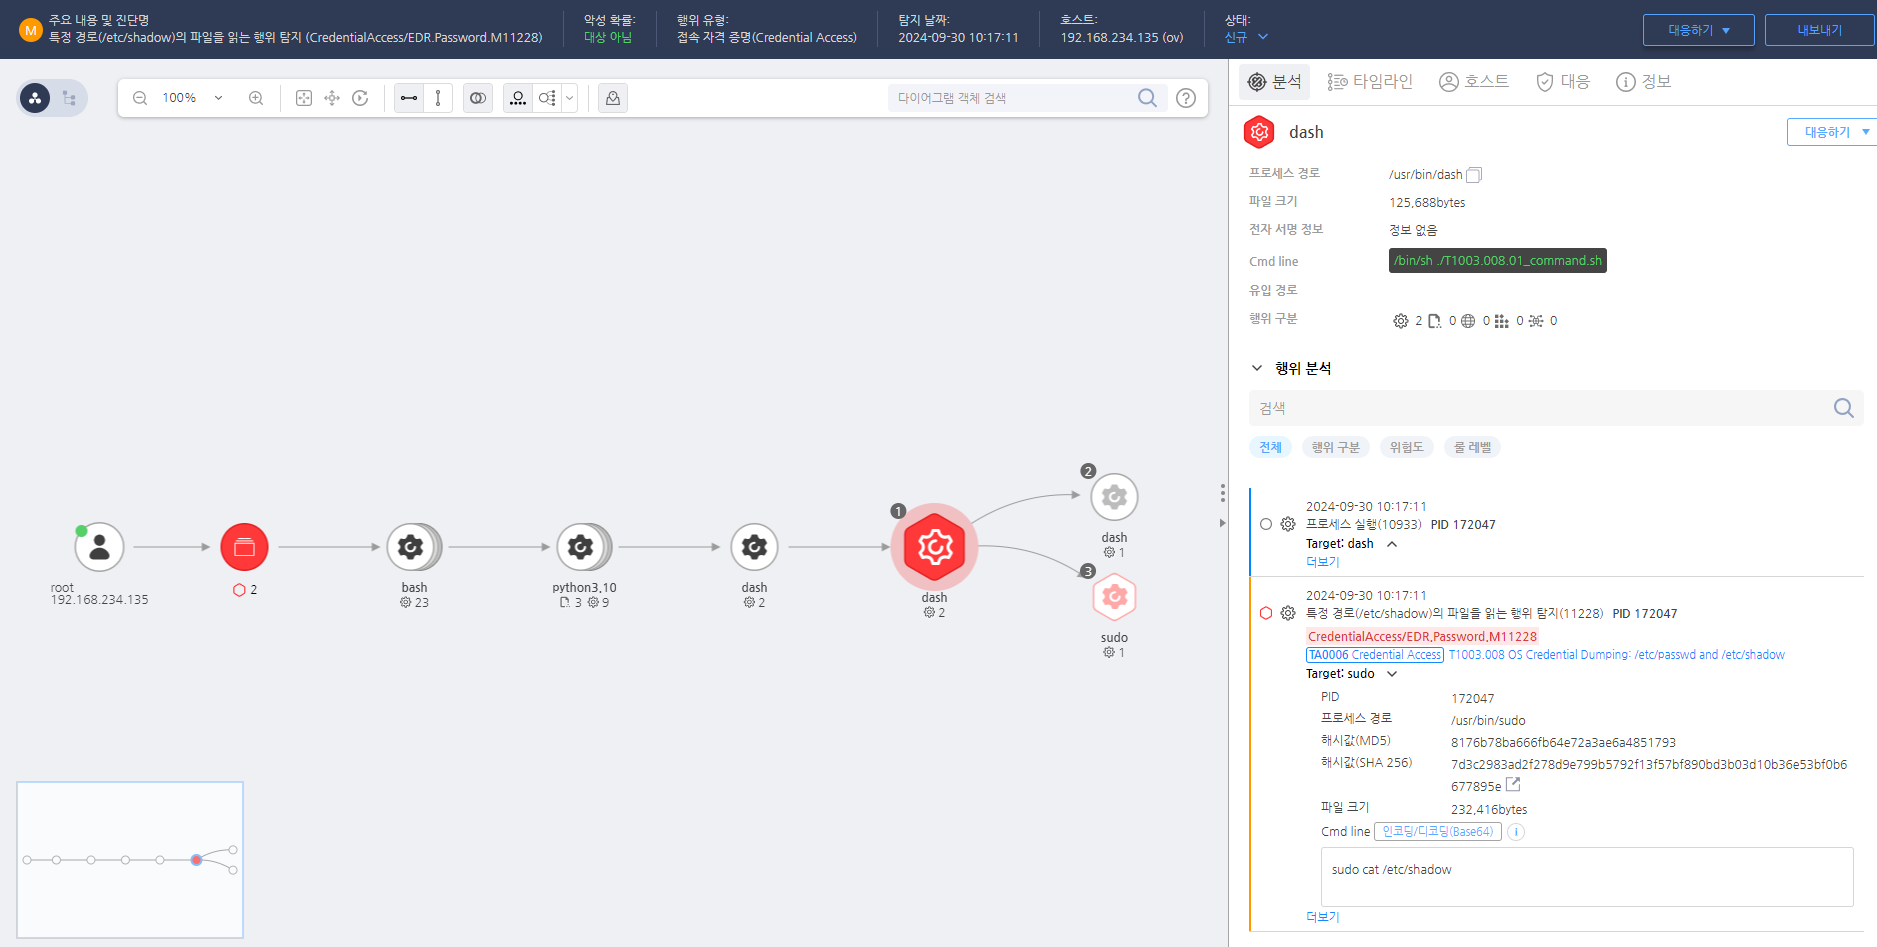 M
주요 내용 및 진단명
특정 경로(/etc/shadow)의 파일을 읽는 행위 탐지 (CredentialAccess/EDR.Password.M11228)
악성 확률:
대상 아님
행위 유형:
접속 자격 증명(Credential Access)
탐지 날짜:
2024-09-30 10:17:11
호스트:
192.168.234.135 (ov)
상태:
신규
대응하기
내보내기
100%
다이어그램 객체 검색
root
192.168.234.135
2
bash
23
python3.10
3 9
dash
2
1
dash
2
2
dash
1
3
sudo
1
분석 타임라인 호스트 대응 정보
dash
대응하기
프로세스 경로 /usr/bin/dash
파일 크기 125,688bytes
전자 서명 정보 정보 없음
Cmd line /bin/sh ./T1003.008.01_command.sh
유입 경로
행위 구분 2 0 0 0 0
행위 분석
검색
전체 행위 구분 위험도 룰 레벨
2024-09-30 10:17:11
프로세스 실행(10933) PID 172047
Target: dash
더보기
2024-09-30 10:17:11
특정 경로(/etc/shadow)의 파일을 읽는 행위 탐지(11228) PID 172047
CredentialAccess/EDR.Password.M11228
TA0006 Credential Access T1003.008 OS Credential Dumping: /etc/passwd and /etc/shadow
Target: sudo
PID 172047
프로세스 경로 /usr/bin/sudo
해시값(MD5) 8176b78ba666fb64e72a3ae6a4851793
해시값(SHA 256) 7d3c2983ad2f278d9e799b5792f13f57bf890bd3b03d10b36e53bf0b6
677895e
파일 크기 232,416bytes
Cmd line 인코딩/디코딩(Base64) i
sudo cat /etc/shadow
더보기